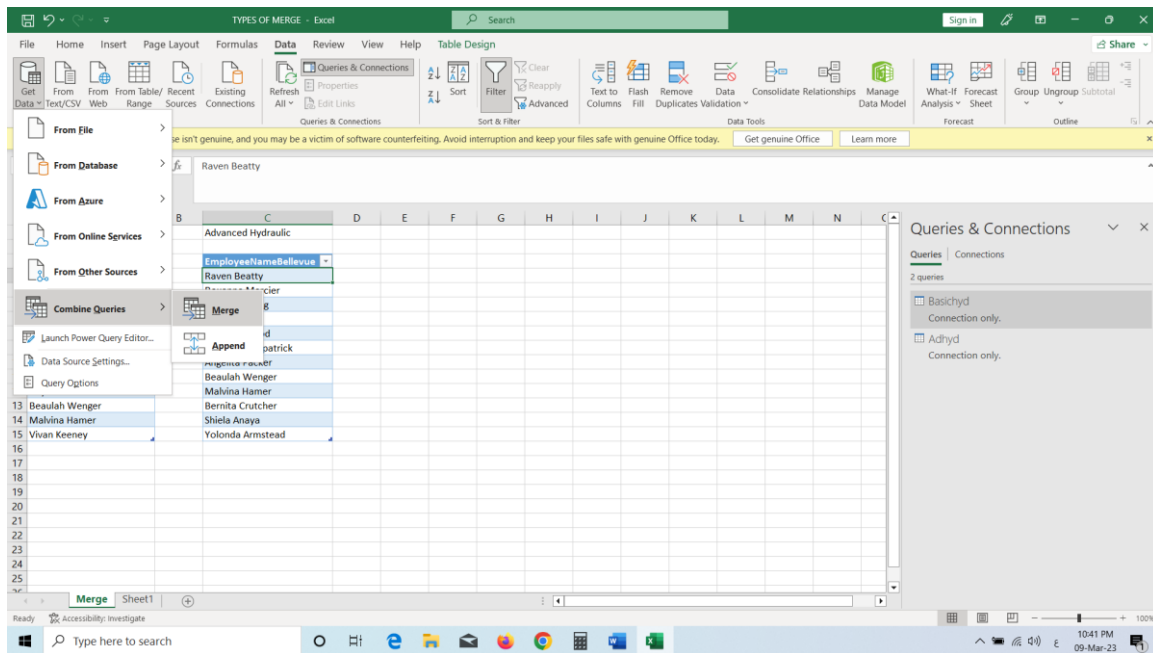 TYPES OF MERGE - Excel
Search
Sign in
File Home Insert Page Layout Formulas Data Review View Help Table Design
Share
Get Data
From Text/CSV
From Web
From Table/ Range
Recent Sources
Existing Connections
Refresh All
Queries & Connections
Properties
Edit Links
Queries & Connections
Sort
Filter
Clear
Reapply
Advanced
Sort & Filter
Text to Columns
Flash Fill
Remove Duplicates
Data Validation
Consolidate
Relationships
Manage Data Model
Data Tools
What-If Analysis
Forecast Sheet
Forecast
Group
Ungroup
Subtotal
Outline
se isn't genuine, and you may be a victim of software counterfeiting. Avoid interruption and keep your files safe with genuine Office today.
Get genuine Office
Learn more
From File
From Database
From Azure
From Online Services
From Other Sources
Combine Queries
Launch Power Query Editor...
Data Source Settings...
Query Options
Merge
Append
fx Raven Beatty
B C D E F G H I J K L M N
Advanced Hydraulic
EmployeeNameBellevue
Raven Beatty
Angelita Packer
Beaulah Wenger
Malvina Hamer
13 Beaulah Wenger Bernita Crutcher
14 Malvina Hamer Shiela Anaya
15 Vivan Keeney Yolonda Armstead
16
17
18
19
20
21
22
23
24
25
Queries & Connections
Queries Connections
2 queries
Basichyd
Connection only.
Adhyd
Connection only.
Merge Sheet1
Ready Accessibility: Investigate
100%
Type here to search
ع
10:41 PM
09-Mar-23